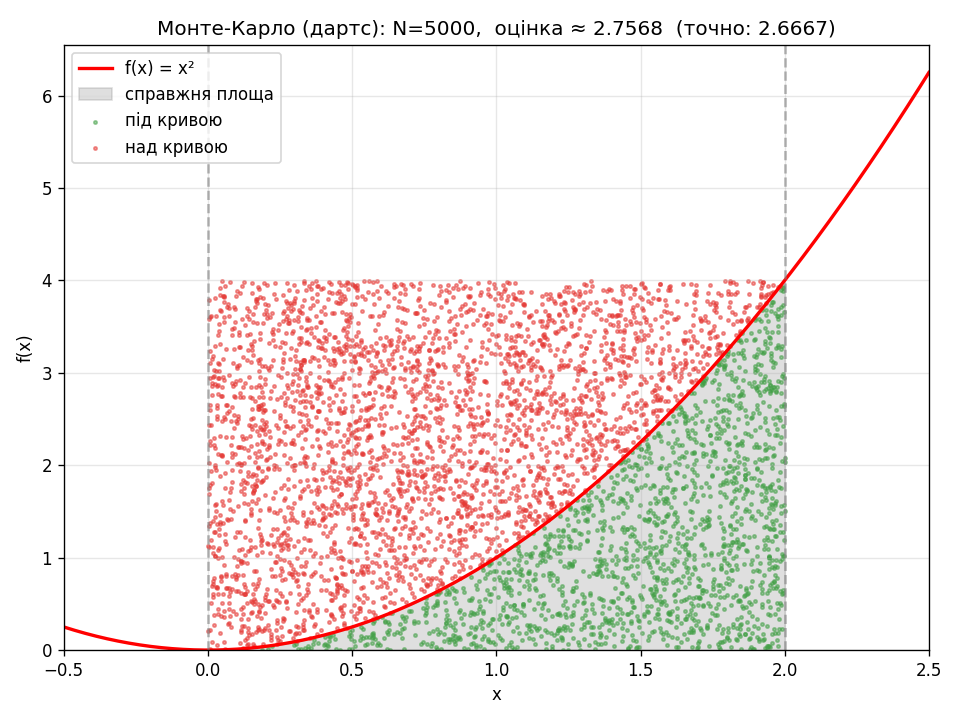 Монте-Карло (дартс): N=5000, оцінка ≈ 2.7568 (точно: 2.6667)
f(x) = x²
справжня площа
під кривою
над кривою
f(x)
6
5
4
3
2
1
0
−0.5 0.0 0.5 1.0 1.5 2.0 2.5
x